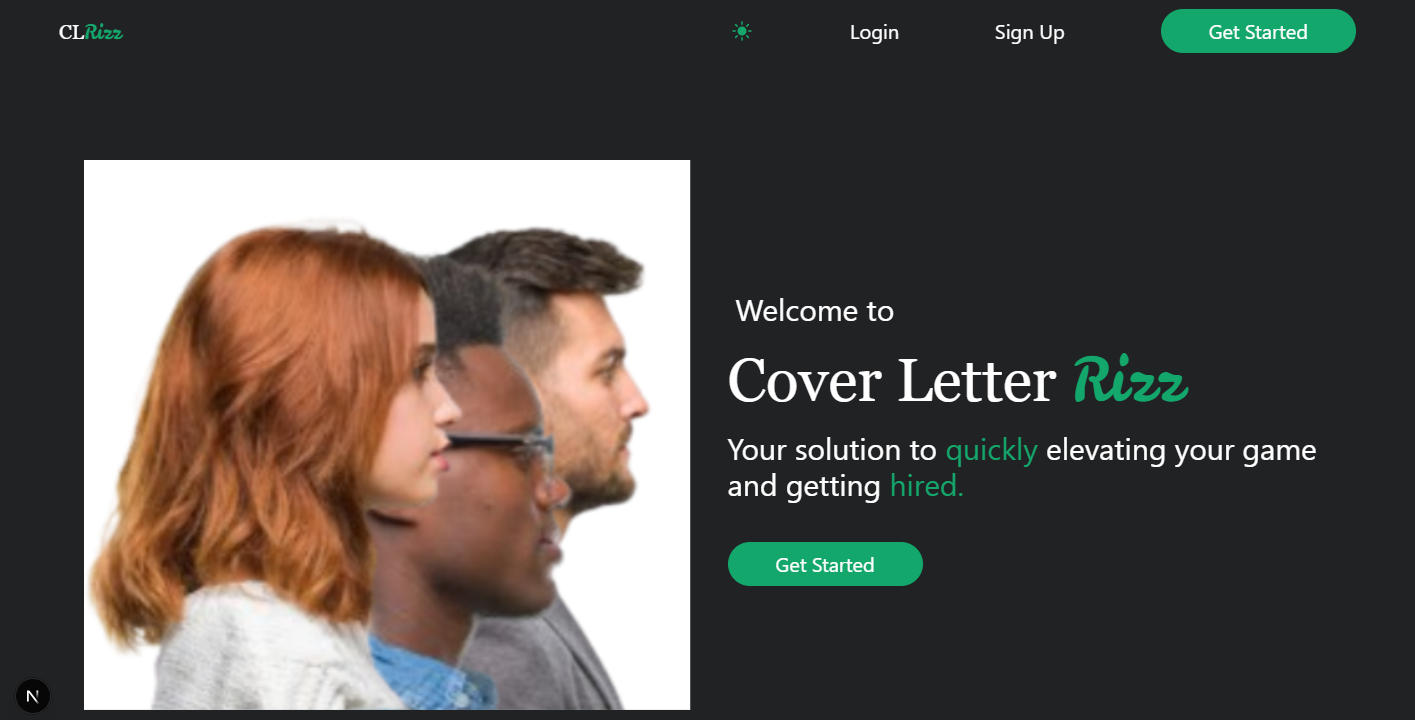 CLRizz
Login
Sign Up
Get Started
Welcome to
Cover Letter Rizz
Your solution to quickly elevating your game
and getting hired.
Get Started
N